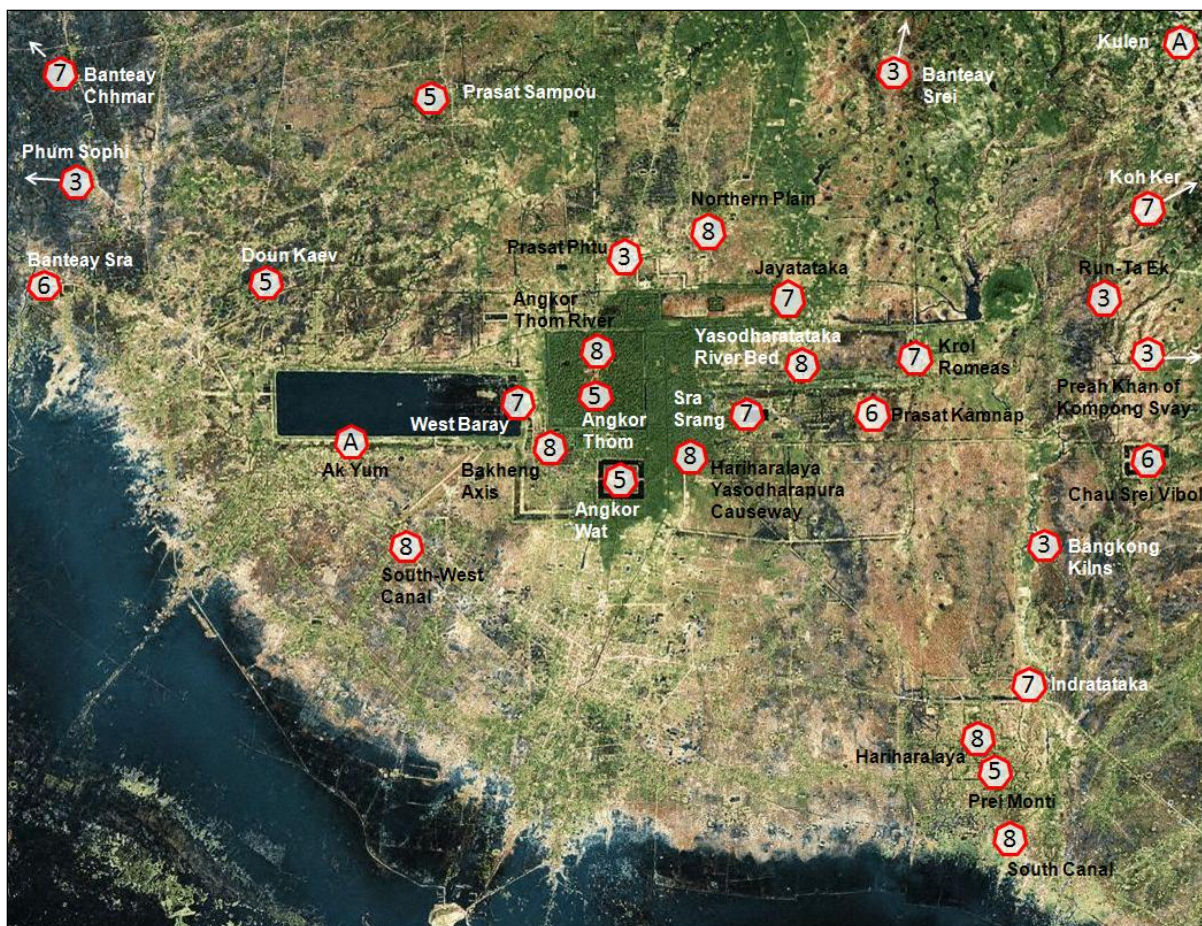 A
Kulen
7
Banteay
Chhmar
5
Prasat Sampou
3
Banteay
Srei
Phum Sophi
3
Koh Ker
7
Northern Plain
8
Prasat Phtu
3
Banteay Sra
6
Doun Kaev
5
Jayatataka
7
Run-Ta Ek
3
Angkor
Thom River
8
Yasodharatataka
River Bed
8
7
Krol
Romeas
3
Preah Khan of
Kompong Svay
West Baray
7
5
Angkor
Thom
Sra
Srang
7
6
Prasat Kâmnâp
A
Ak Yum
8
Bakheng
Axis
5
Angkor
Wat
8
Hariharalaya
Yasodharapura
Causeway
6
Chau Srei Vibol
8
South-West
Canal
3
Bangkong
Kilns
7
Indratataka
8
Hariharalaya
5
Prei Monti
8
South Canal